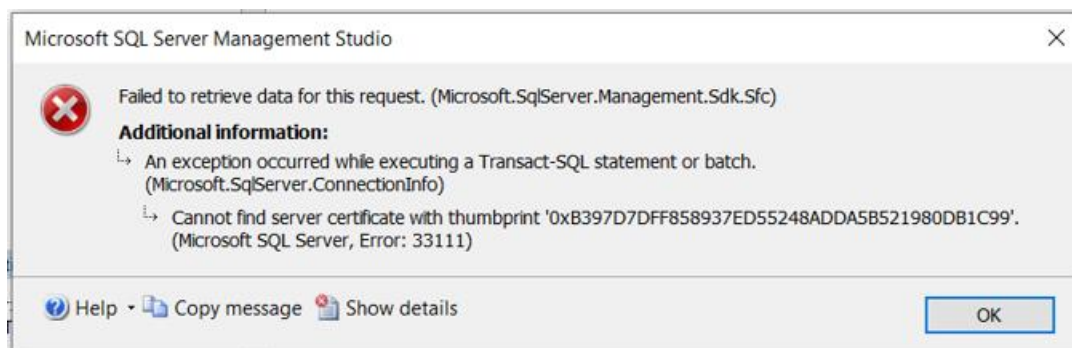 Microsoft SQL Server Management Studio
Failed to retrieve data for this request. (Microsoft.SqlServer.Management.Sdk.Sfc)
Additional information:
An exception occurred while executing a Transact-SQL statement or batch.
(Microsoft.SqlServer.ConnectionInfo)
Cannot find server certificate with thumbprint '0xB397D7DFF858937ED55248ADDA5B521980DB1C99'.
(Microsoft SQL Server, Error: 33111)
Help Copy message Show details OK